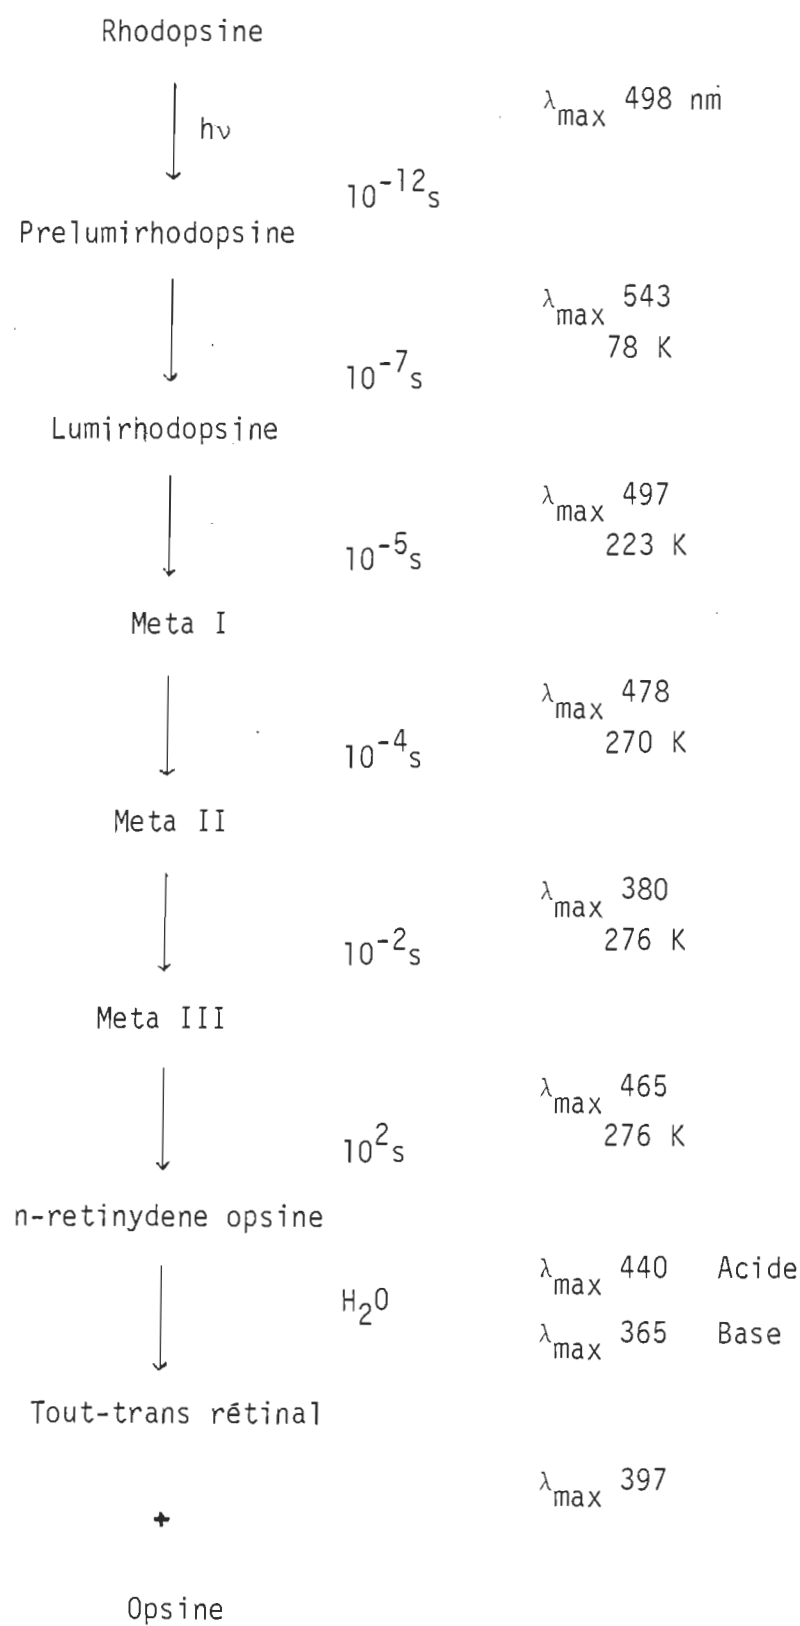 Rhodopsine
hν
λmax 498 nm
10⁻¹²s
Prelumirhodopsine
λmax 543
78 K
10⁻⁷s
Lumirhodopsine
λmax 497
223 K
10⁻⁵s
Meta I
λmax 478
270 K
10⁻⁴s
Meta II
λmax 380
276 K
10⁻²s
Meta III
λmax 465
276 K
10²s
n-retinydene opsine
λmax 440 Acide
H₂O
λmax 365 Base
Tout-trans rétinal
λmax 397
+
Opsine